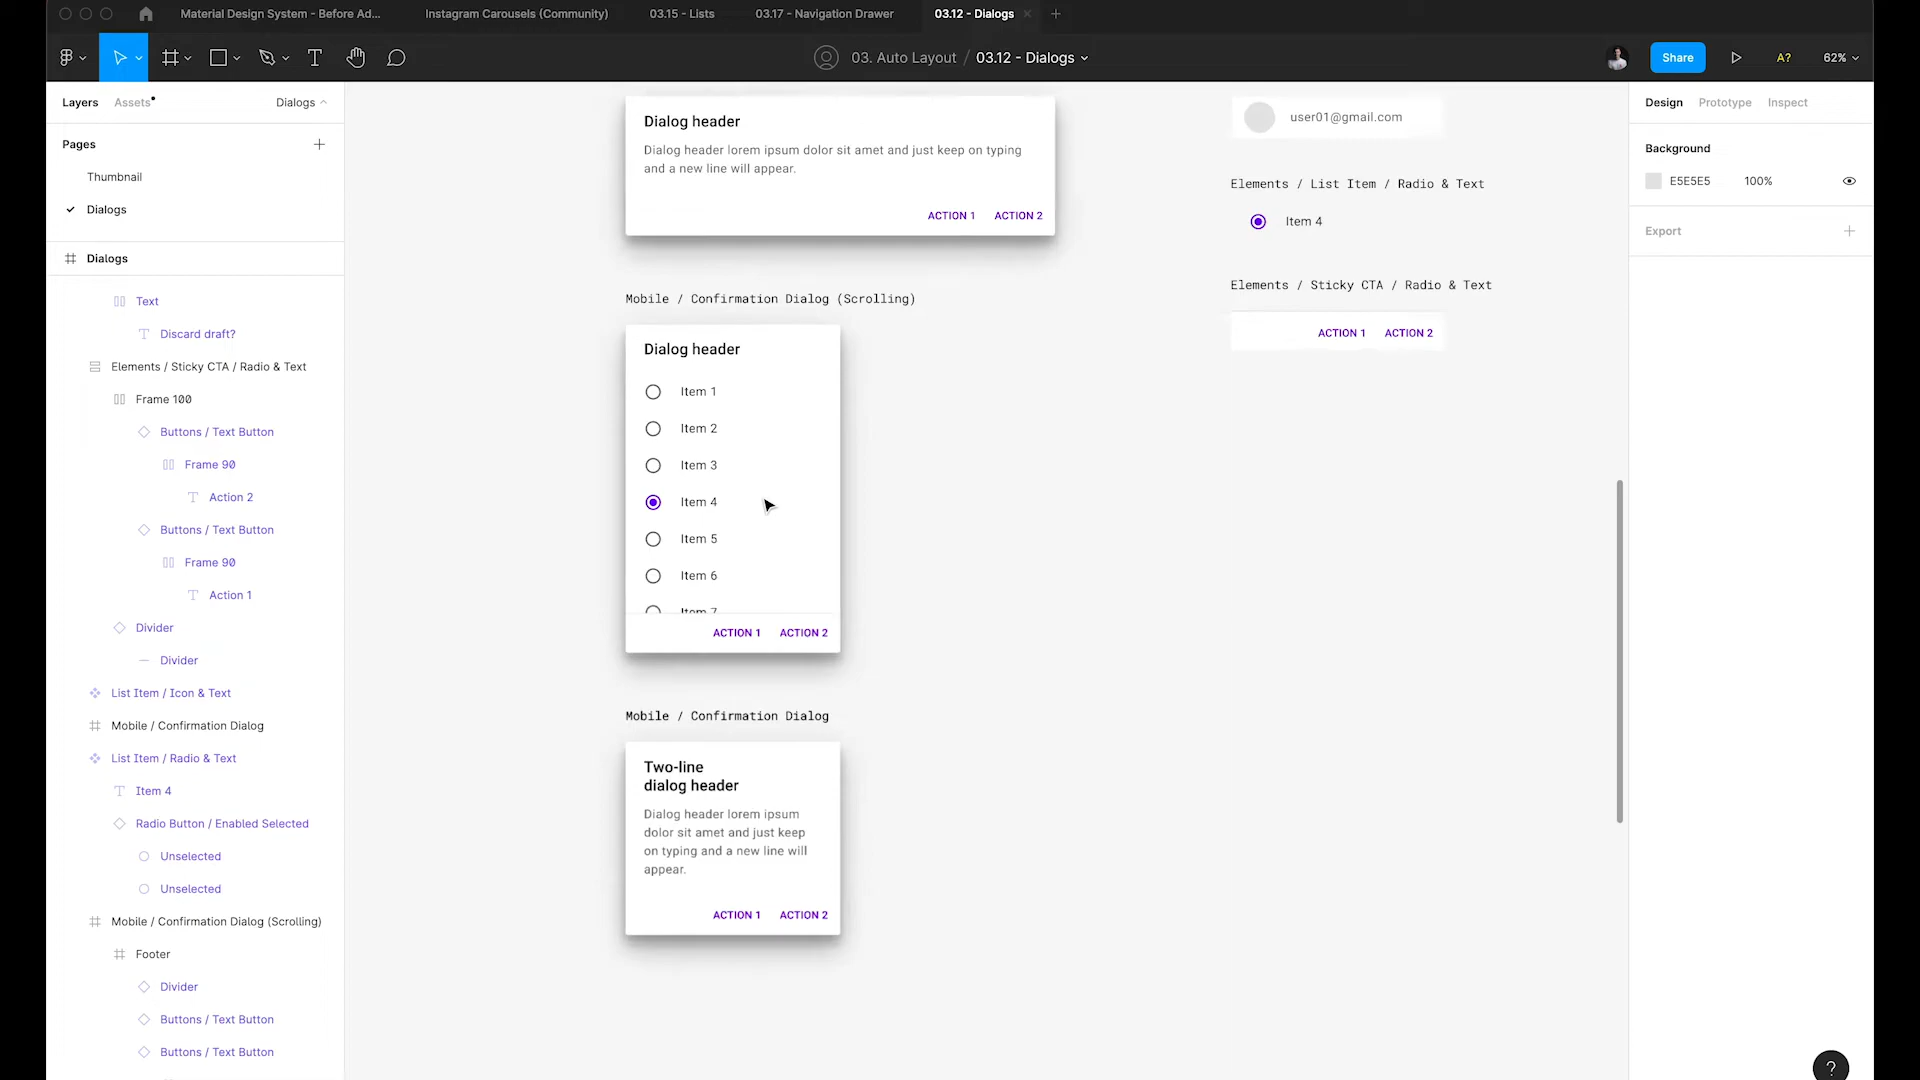 Material Design System - Before Ad...
Instagram Carousels (Community)
03.15 - Lists
03.17 - Navigation Drawer
03.12 - Dialogs
03. Auto Layout / 03.12 - Dialogs
Share
A?
62%
Layers
Assets
Dialogs
Pages
Thumbnail
Dialogs
Dialogs
Text
Discard draft?
Elements / Sticky CTA / Radio & Text
Frame 100
Buttons / Text Button
Frame 90
Action 2
Buttons / Text Button
Frame 90
Action 1
Divider
Divider
List Item / Icon & Text
Mobile / Confirmation Dialog
List Item / Radio & Text
Item 4
Radio Button / Enabled Selected
Unselected
Unselected
Mobile / Confirmation Dialog (Scrolling)
Footer
Divider
Buttons / Text Button
Buttons / Text Button
Dialog header
Dialog header lorem ipsum dolor sit amet and just keep on typing
and a new line will appear.
ACTION 1
ACTION 2
Mobile / Confirmation Dialog (Scrolling)
Dialog header
Item 1
Item 2
Item 3
Item 4
Item 5
Item 6
Item 7
ACTION 1
ACTION 2
Mobile / Confirmation Dialog
Two-line
dialog header
Dialog header lorem ipsum
dolor sit amet and just keep
on typing and a new line will
appear.
ACTION 1
ACTION 2
user01@gmail.com
Elements / List Item / Radio & Text
Item 4
Elements / Sticky CTA / Radio & Text
ACTION 1
ACTION 2
Design
Prototype
Inspect
Background
E5E5E5
100%
Export
?